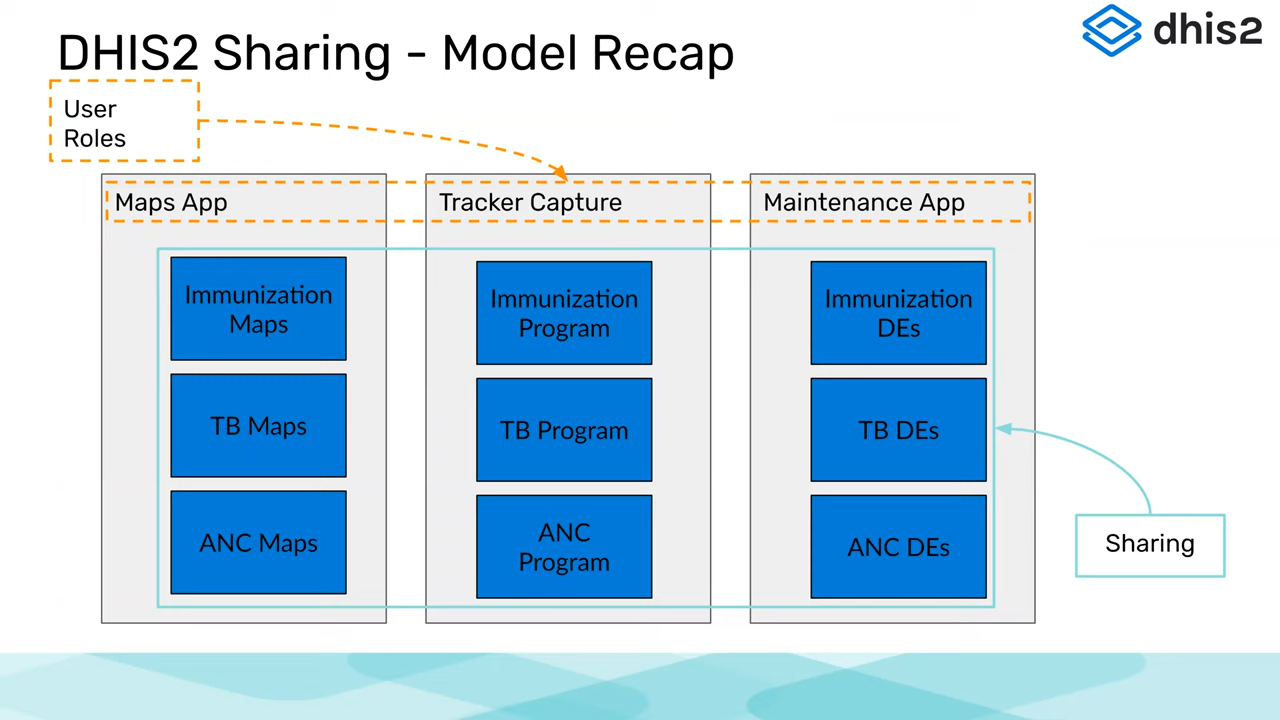 DHIS2 Sharing - Model Recap
dhis2
User
Roles
Maps App
Tracker Capture
Maintenance App
Immunization
Maps
Immunization
Program
Immunization
DEs
TB Maps
TB Program
TB DEs
ANC Maps
ANC
Program
ANC DEs
Sharing